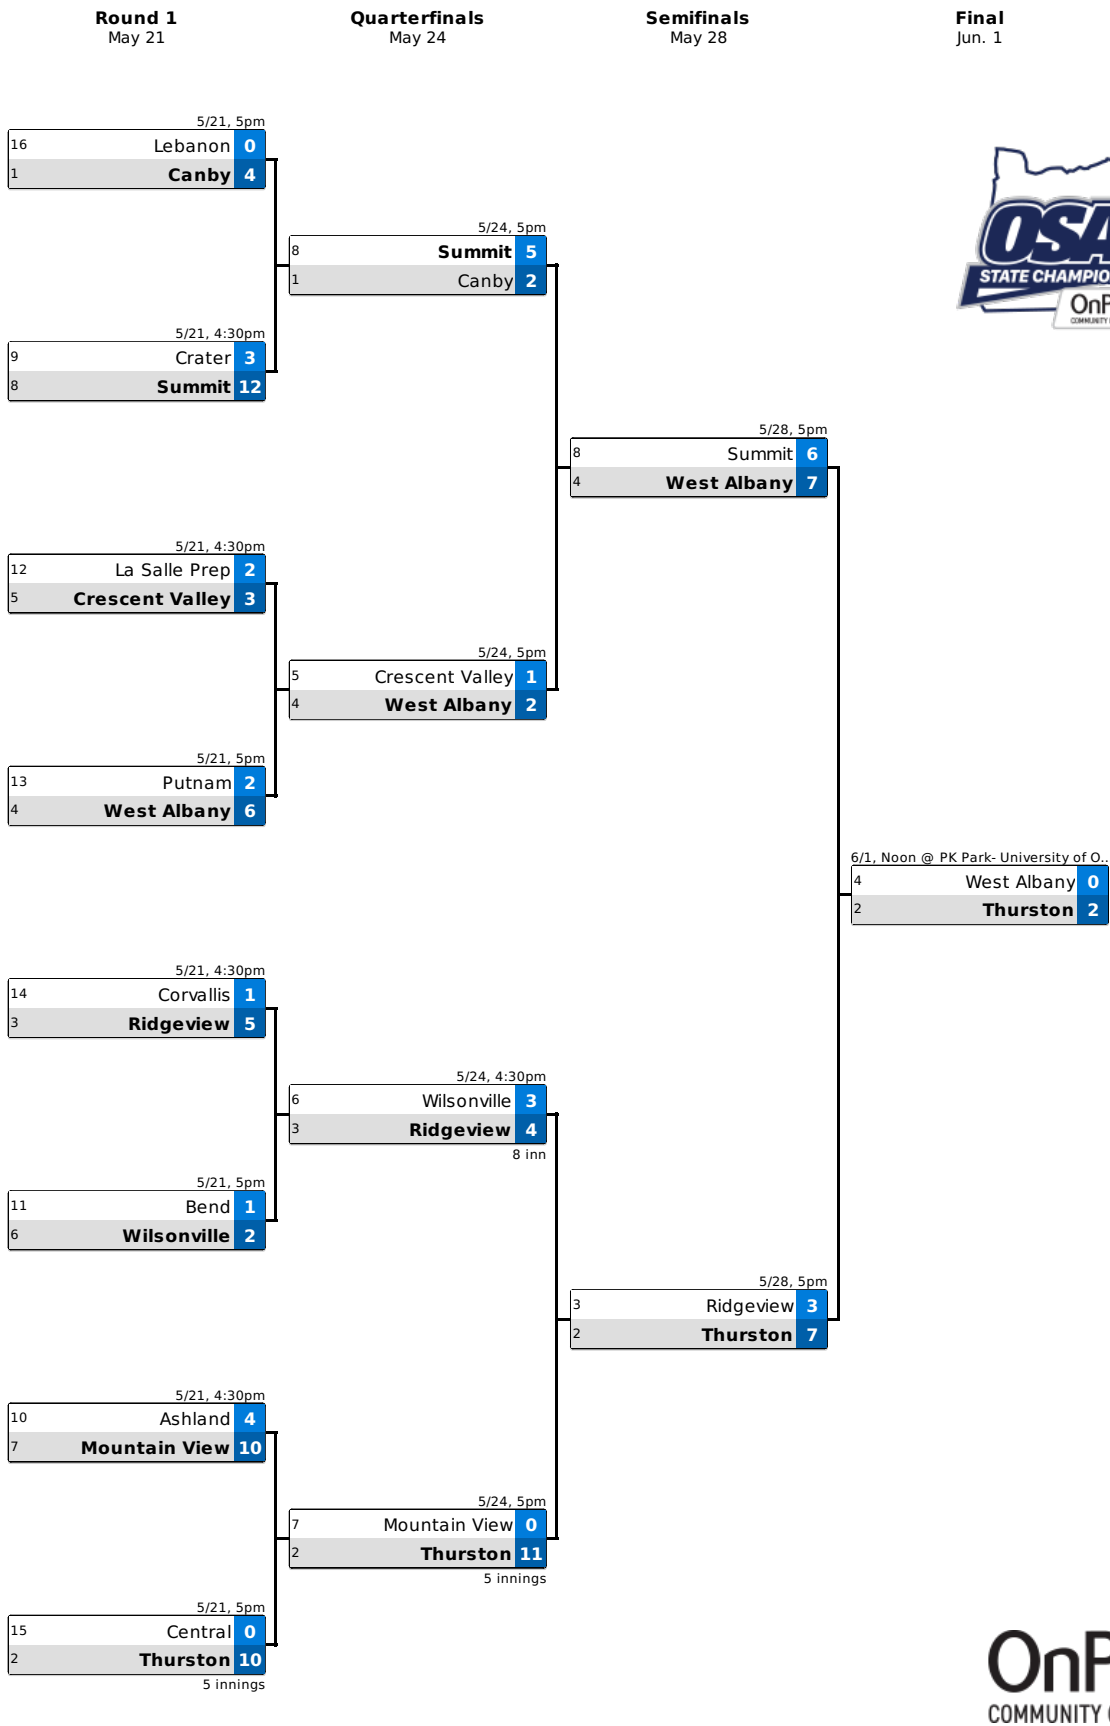 Round 1
May 21
Quarterfinals
May 24
Semifinals
May 28
Final
Jun. 1
5/21, 5pm
16 Lebanon 0
1 Canby 4
5/24, 5pm
8 Summit 5
1 Canby 2
5/21, 4:30pm
9 Crater 3
8 Summit 12
5/28, 5pm
8 Summit 6
4 West Albany 7
5/21, 4:30pm
12 La Salle Prep 2
5 Crescent Valley 3
5/24, 5pm
5 Crescent Valley 1
4 West Albany 2
5/21, 5pm
13 Putnam 2
4 West Albany 6
6/1, Noon @ PK Park- University of O..
4 West Albany 0
2 Thurston 2
5/21, 4:30pm
14 Corvallis 1
3 Ridgeview 5
5/24, 4:30pm
6 Wilsonville 3
3 Ridgeview 4
8 inn
5/21, 5pm
11 Bend 1
6 Wilsonville 2
5/28, 5pm
3 Ridgeview 3
2 Thurston 7
5/21, 4:30pm
10 Ashland 4
7 Mountain View 10
5/24, 5pm
7 Mountain View 0
2 Thurston 11
5 innings
5/21, 5pm
15 Central 0
2 Thurston 10
5 innings
OSA
STATE CHAMPIO
OnP
COMMUNITY
OnP
COMMUNITY